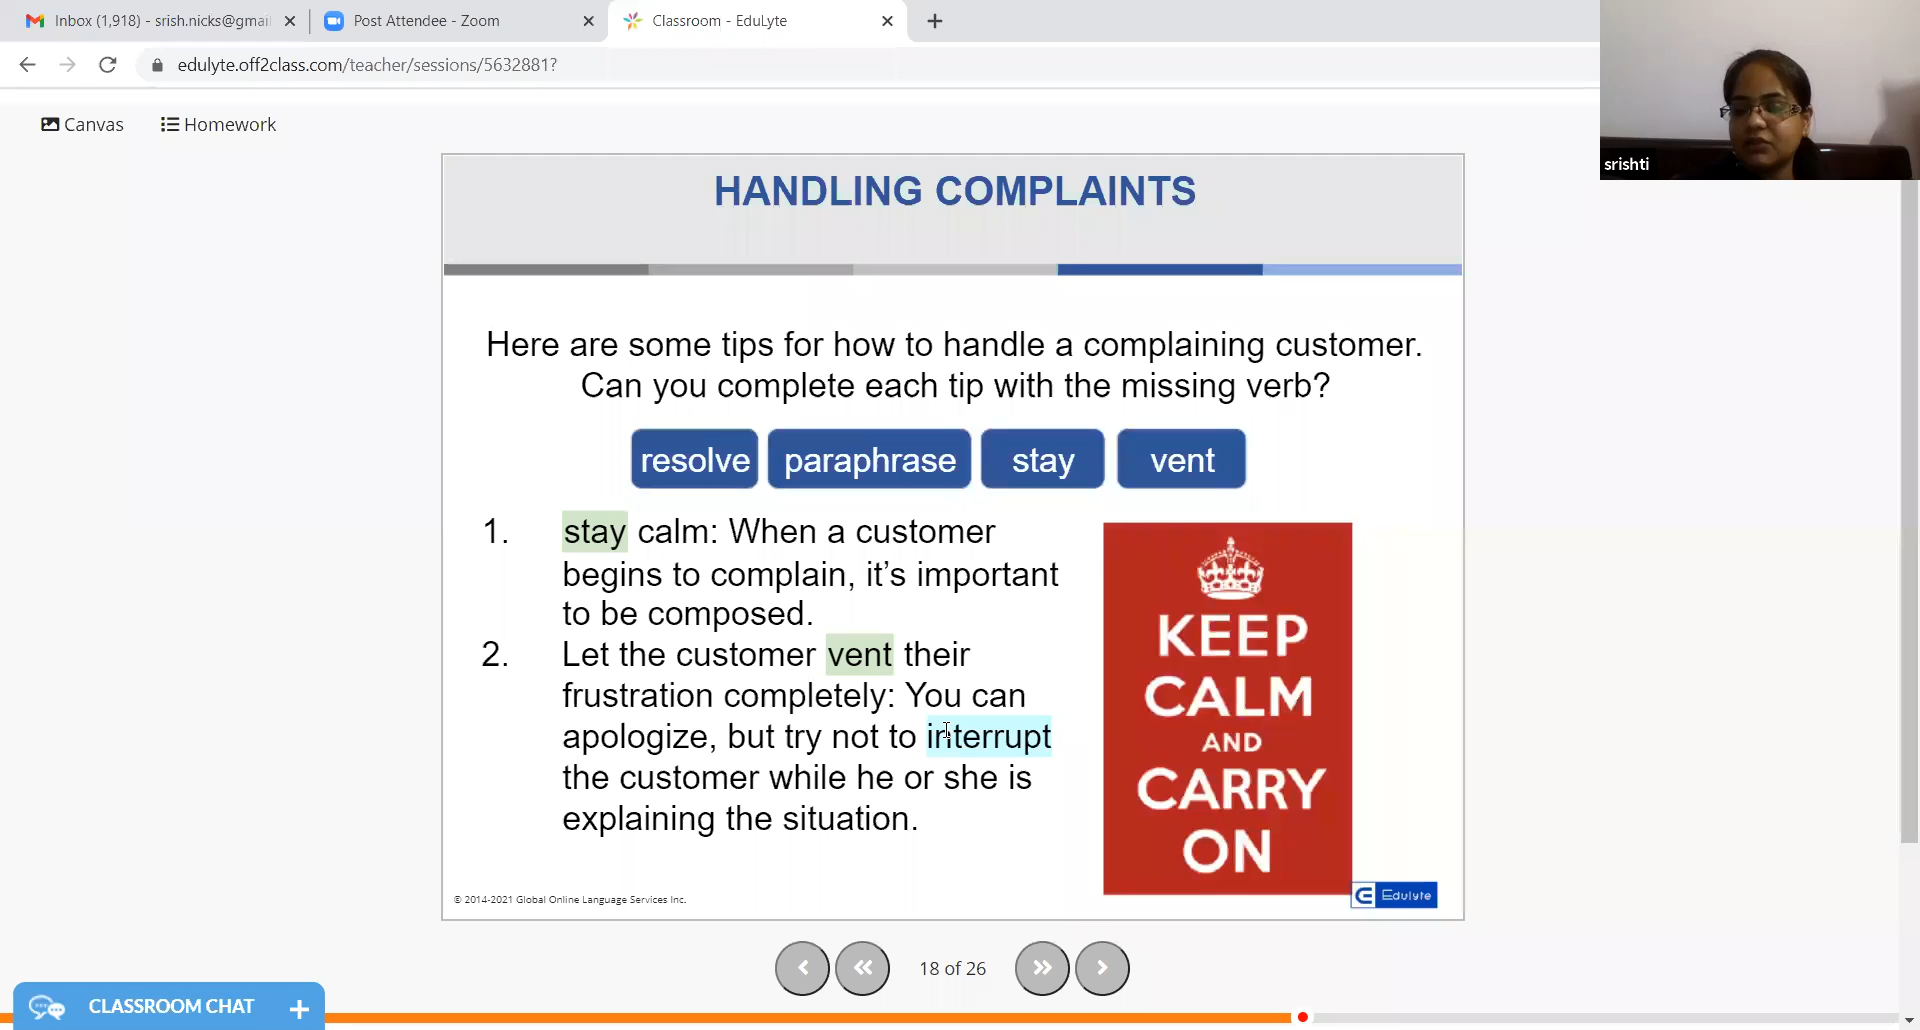 Inbox (1,918) - srish.nicks@gmai
Post Attendee - Zoom
Classroom - EduLyte
edulyte.off2class.com/teacher/sessions/5632881?
Canvas
Homework
srishti
HANDLING COMPLAINTS
Here are some tips for how to handle a complaining customer.
Can you complete each tip with the missing verb?
resolve paraphrase stay vent
1. stay calm: When a customer
begins to complain, it’s important
to be composed.
2. Let the customer vent their
frustration completely: You can
apologize, but try not to interrupt
the customer while he or she is
explaining the situation.
KEEP
CALM
AND
CARRY
ON
© 2014-2021 Global Online Language Services Inc.
Edulyte
18 of 26
CLASSROOM CHAT +